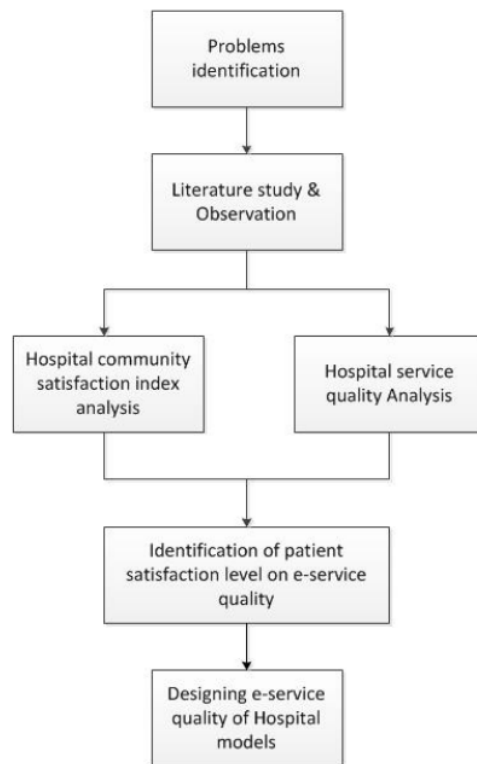 Problems
identification
Literature study &
Observation
Hospital community
satisfaction index
analysis
Hospital service
quality Analysis
Identification of patient
satisfaction level on e-service
quality
Designing e-service
quality of Hospital
models